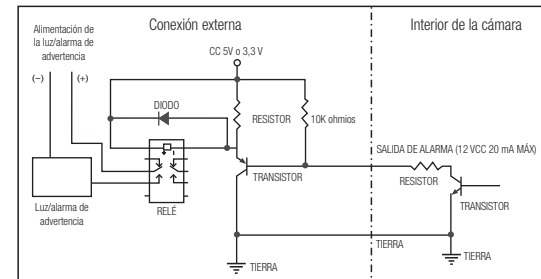 Conexión externa
Interior de la cámara
Alimentación de
la luz/alarma de
advertencia
(−)
(+)
CC 5V o 3,3 V
DIODO
RESISTOR
10K ohmios
SALIDA DE ALARMA (12 VCC 20 mA MÁX)
RESISTOR
TRANSISTOR
TRANSISTOR
Luz/alarma de
advertencia
RELÉ
TIERRA
TIERRA
TIERRA